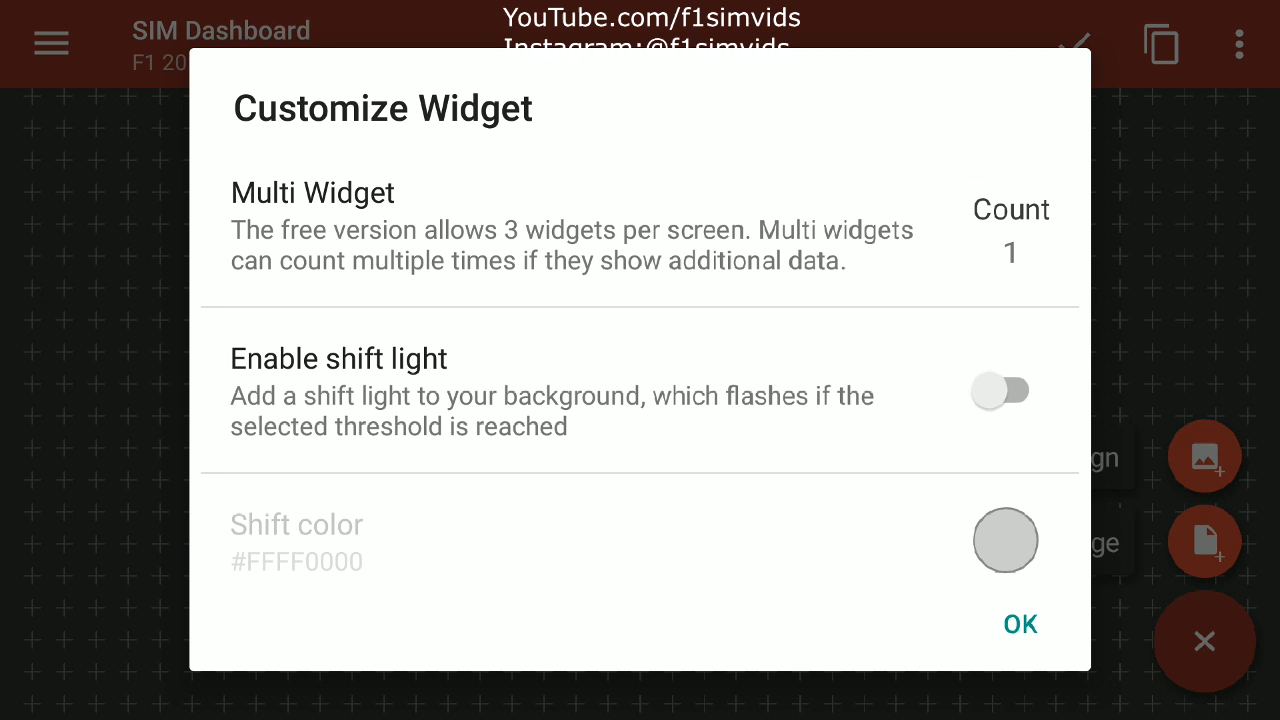 YouTube.com/f1simvids
SIM Dashboard
Instagram:@f1simvids
F1 20
Customize Widget
Multi Widget
The free version allows 3 widgets per screen. Multi widgets
can count multiple times if they show additional data.
Count
1
Enable shift light
Add a shift light to your background, which flashes if the
selected threshold is reached
gn
Shift color
#FFFF0000
ge
OK